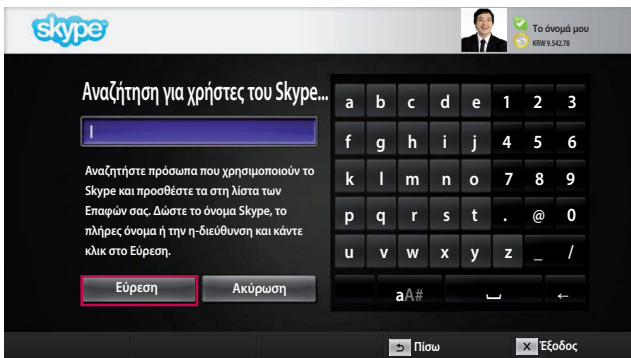 skype
Το όνομά μου
KRW 9.542.78
Αναζήτηση για χρήστες του Skype...
Αναζητήστε πρόσωπα που χρησιμοποιούν το
Skype και προσθέστε τα στη λίστα των
Επαφών σας. Δώστε το όνομα Skype, το
πλήρες όνομα ή την η-διεύθυνση και κάντε
κλικ στο Εύρεση.
Εύρεση Ακύρωση
a b c d e 1 2 3
f g h i j 4 5 6
k l m n o 7 8 9
p q r s t . @ 0
u v w x y z _ /
aA# ←
Πίσω
Έξοδος